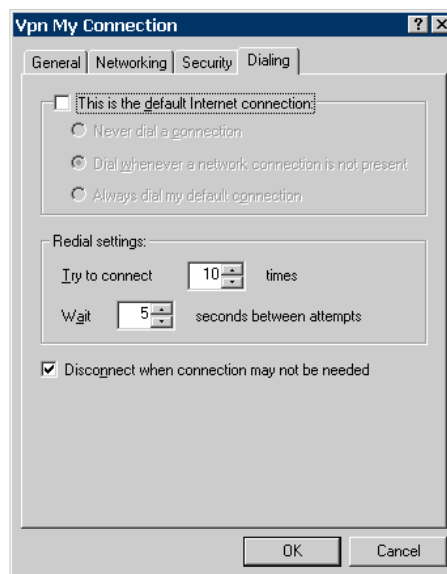 Vpn My Connection
General Networking Security Dialing
This is the default Internet connection:
Never dial a connection
Dial whenever a network connection is not present
Always dial my default connection
Redial settings:
Try to connect 10 times
Wait 5 seconds between attempts
Disconnect when connection may not be needed
OK Cancel